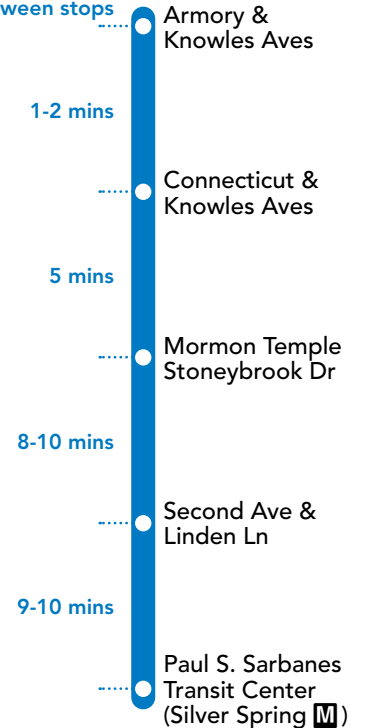 ween stops
Armory &
Knowles Aves
1-2 mins
Connecticut &
Knowles Aves
5 mins
Mormon Temple
Stoneybrook Dr
8-10 mins
Second Ave &
Linden Ln
9-10 mins
Paul S. Sarbanes
Transit Center
(Silver Spring M)